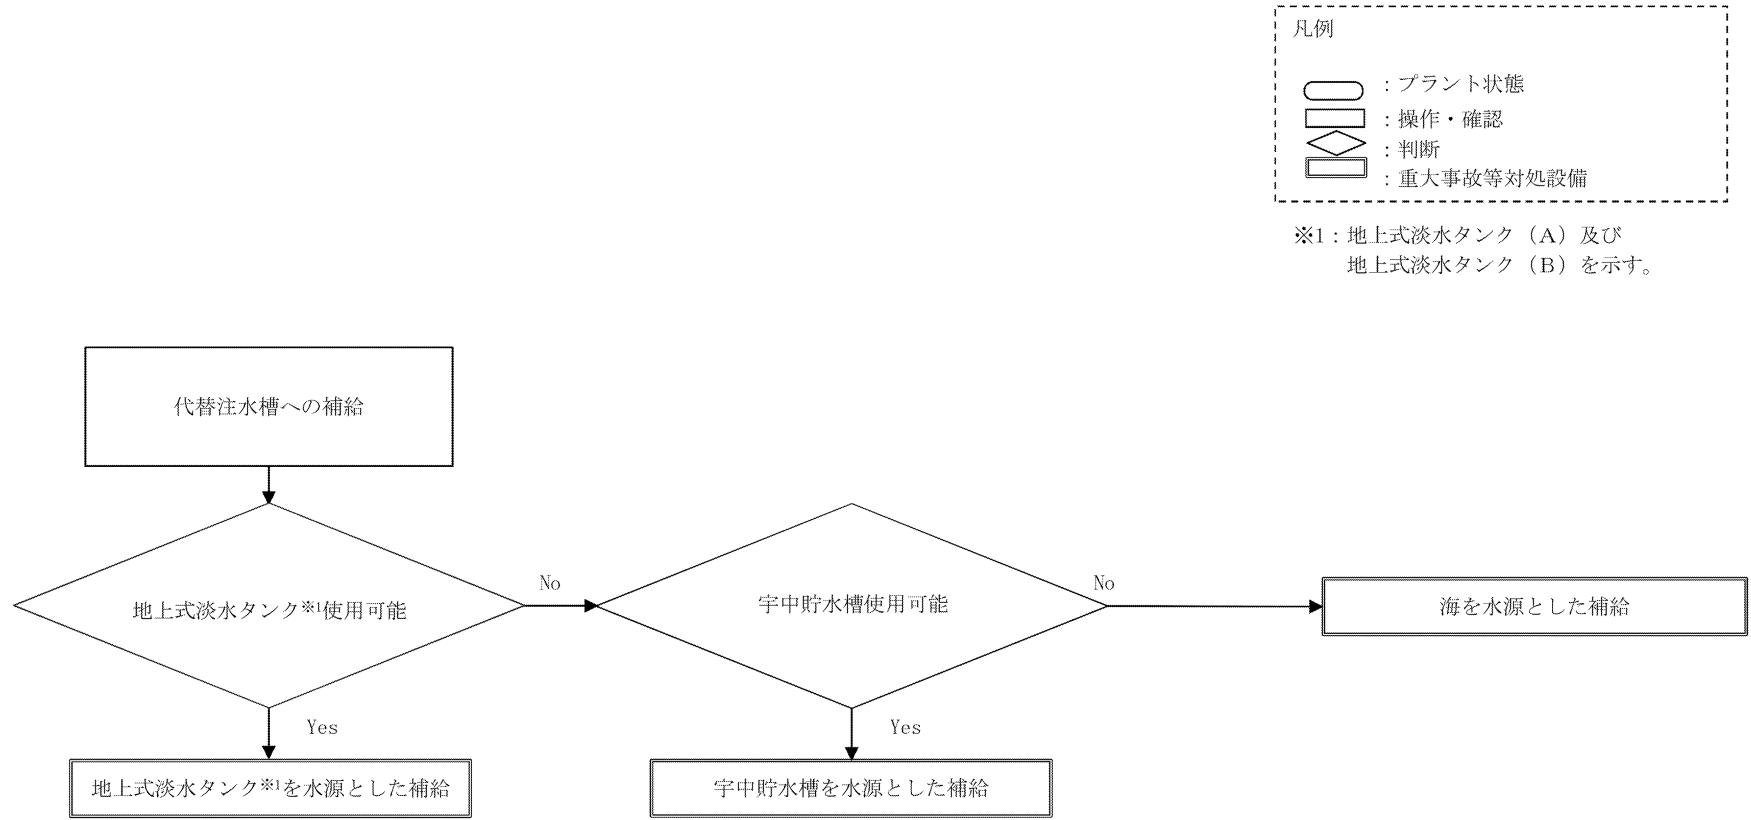 凡例
：プラント状態
：操作・確認
：判断
：重大事故等対処設備
※1：地上式淡水タンク（A）及び
地上式淡水タンク（B）を示す。
代替注水槽への補給
地上式淡水タンク※1使用可能
No
宇中貯水槽使用可能
No
海を水源とした補給
Yes
Yes
地上式淡水タンク※1を水源とした補給
宇中貯水槽を水源とした補給